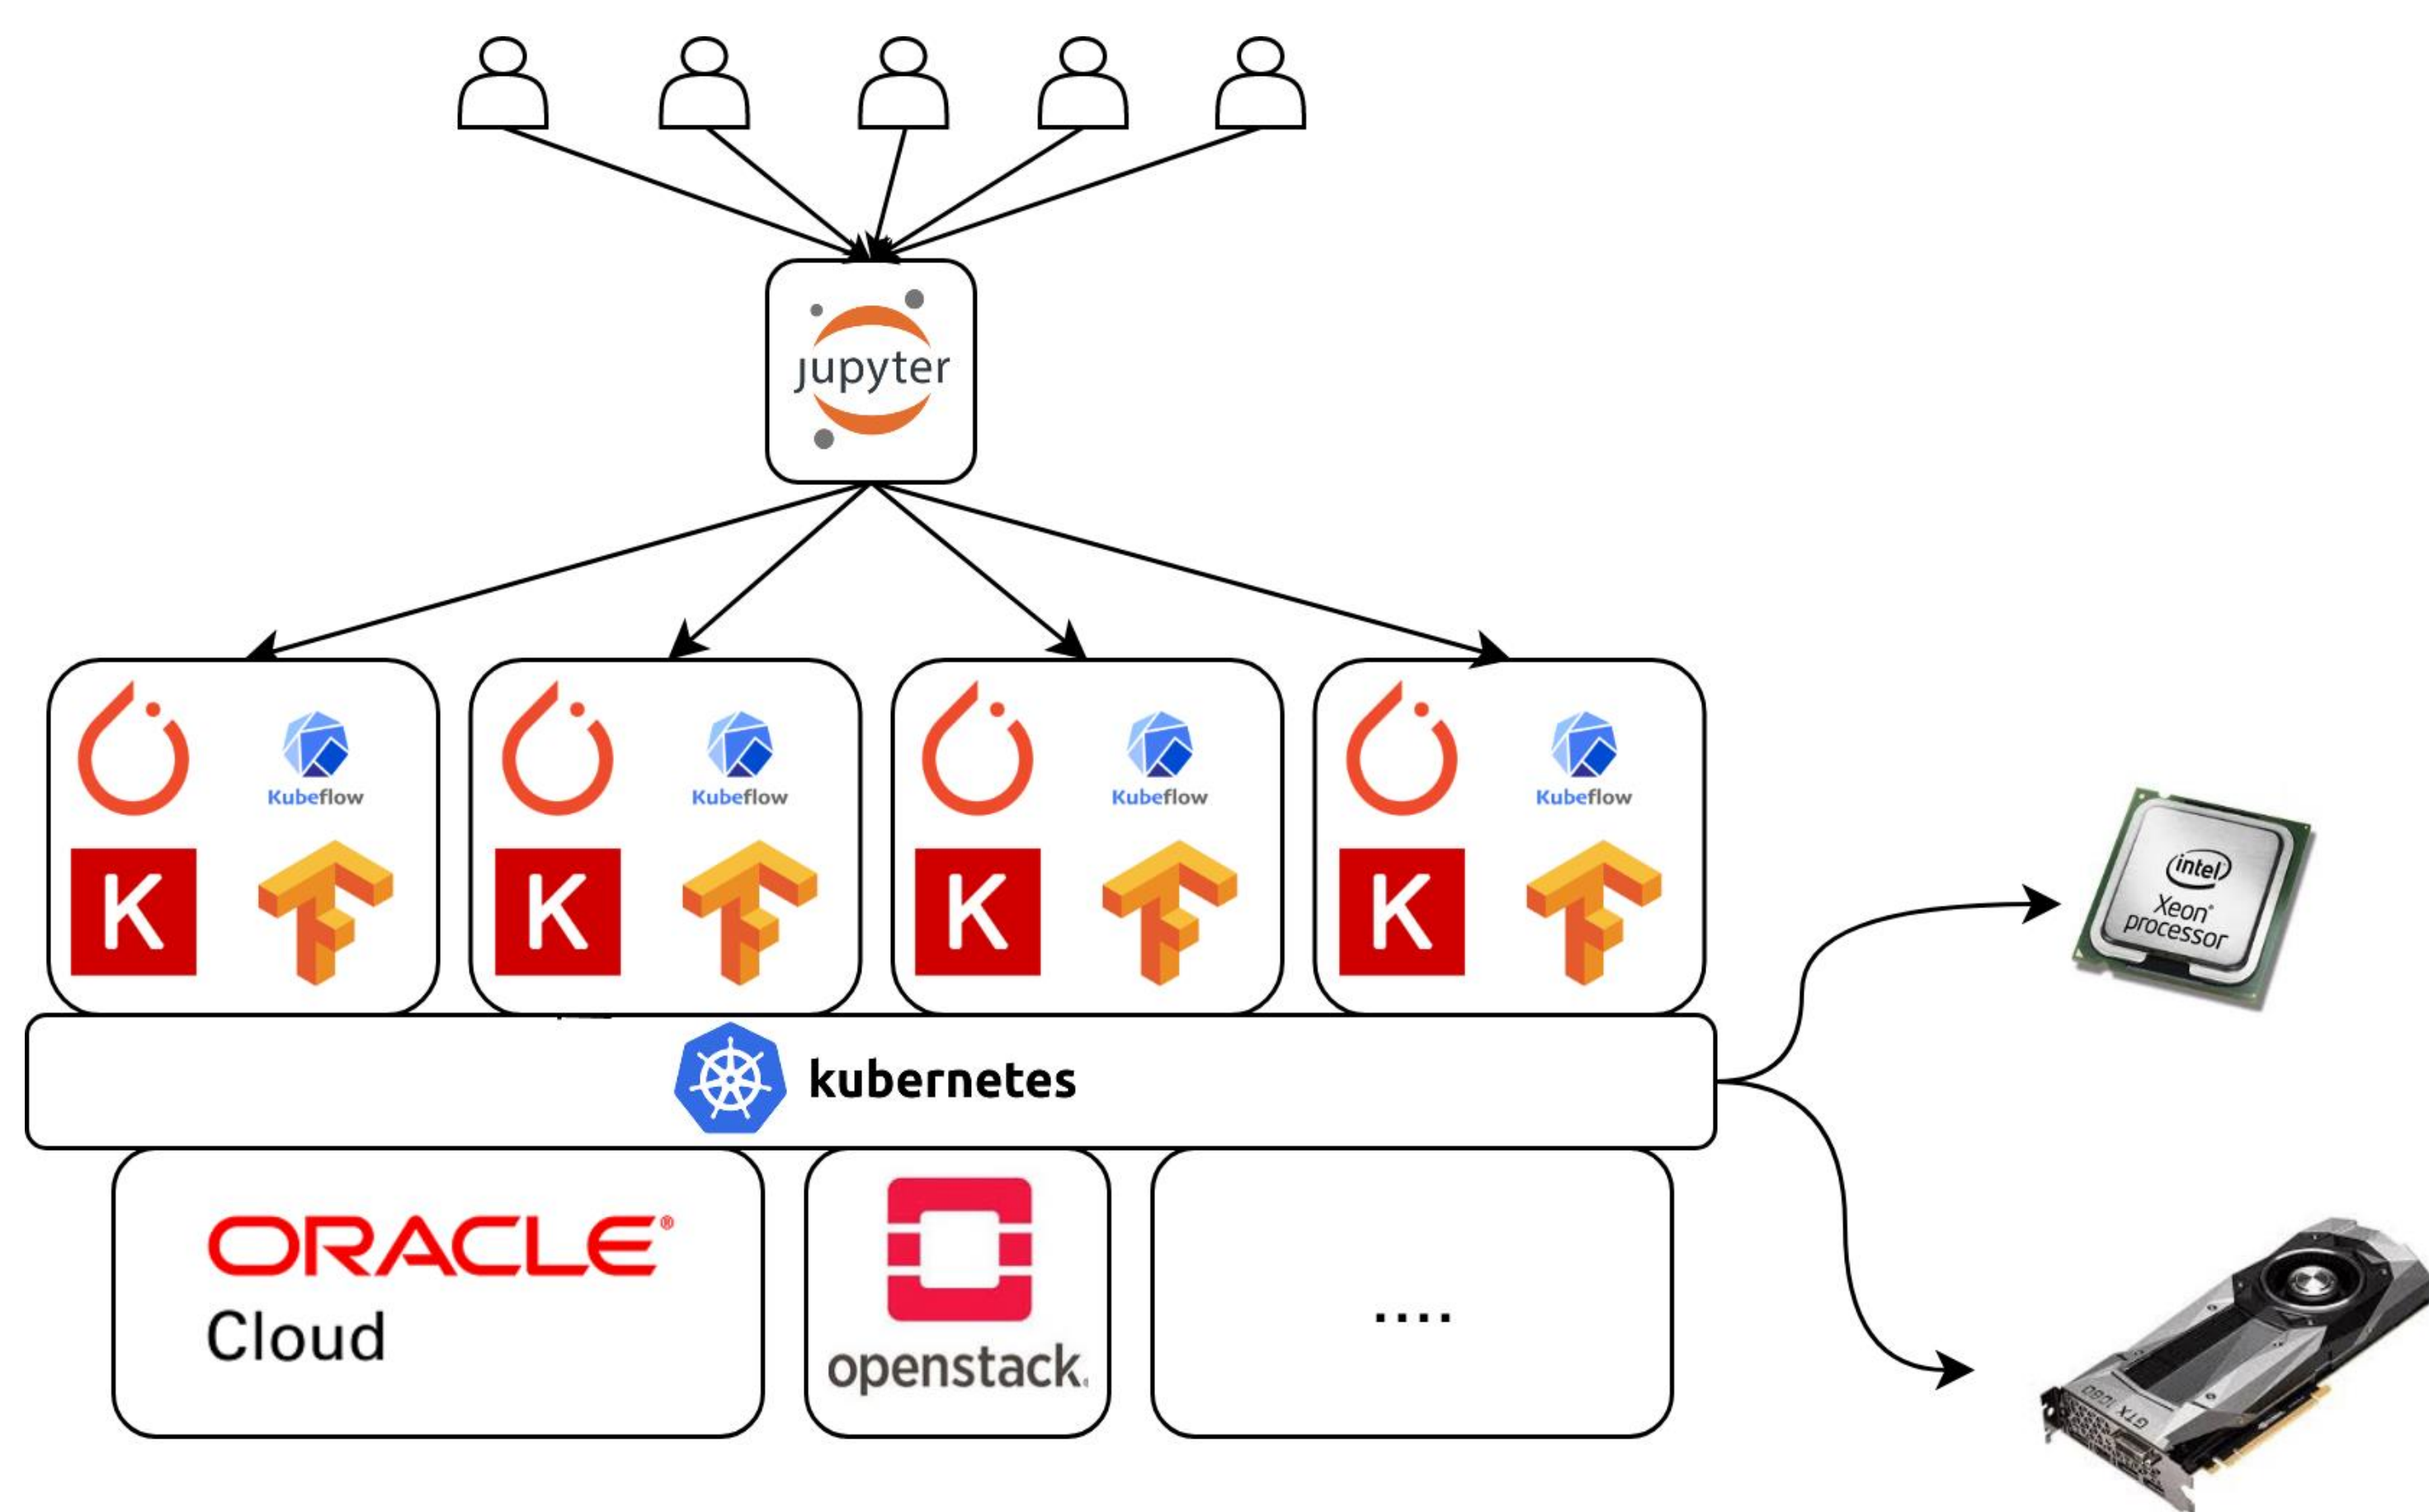 jupyter
Kubeflow
Kubeflow
Kubeflow
Kubeflow
K
K
K
K
intel
Xeon®
processor
kubernetes
ORACLE®
Cloud
openstack.
....
GTX 1080